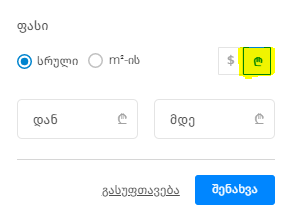 ფასი
სრული m²-ის $ ₾
დან ₾ მდე ₾
გასუფთავება შენახვა